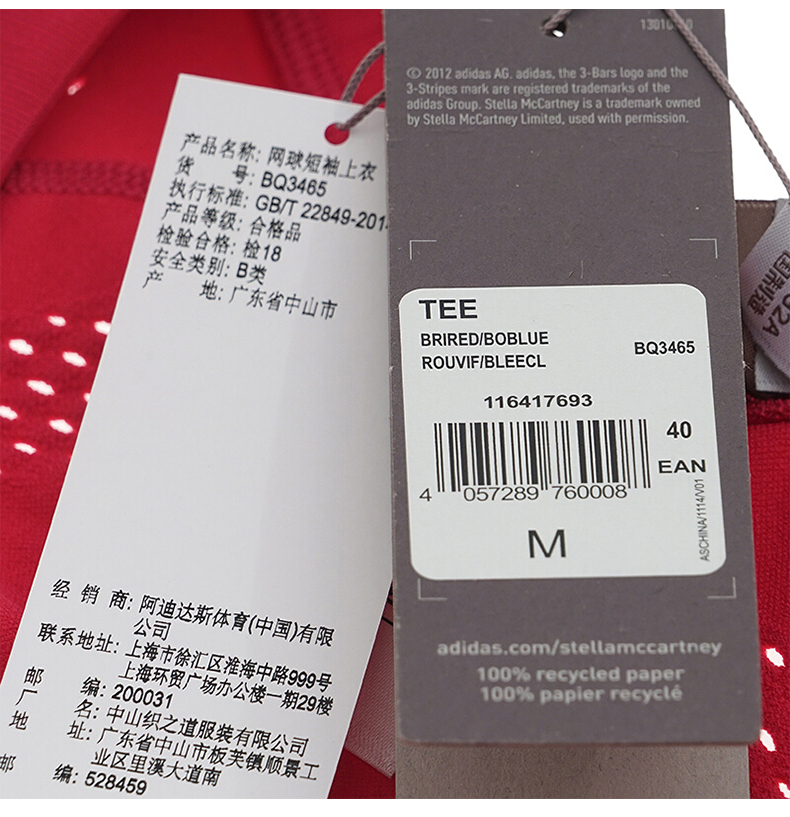 产品名称: 网球短袖上衣
货 号: BQ3465
执行标准: GB/T 22849-201
产品等级: 合格品
检验合格: 检18
安全类别: B类
产 地: 广东省中山市
经 销 商: 阿迪达斯体育(中国)有限
公司
联系地址: 上海市徐汇区淮海中路999号
上海环贸广场办公楼一期29楼
邮 编: 200031
厂 名: 中山织之道服装有限公司
地 址: 广东省中山市板芙镇顺景工
业区里溪大道南
邮 编: 528459
© 2012 adidas AG. adidas, the 3-Bars logo and the
3-Stripes mark are registered trademarks of the
adidas Group. Stella McCartney is a trademark owned
by Stella McCartney Limited, used with permission.
TEE
BRIRED/BOBLUE
ROUVIF/BLEECL
BQ3465
116417693
40
EAN
4 057289 760008
M
ASCHINA/1114/V01
adidas.com/stellamccartney
100% recycled paper
100% papier recyclé
中国制造
82A